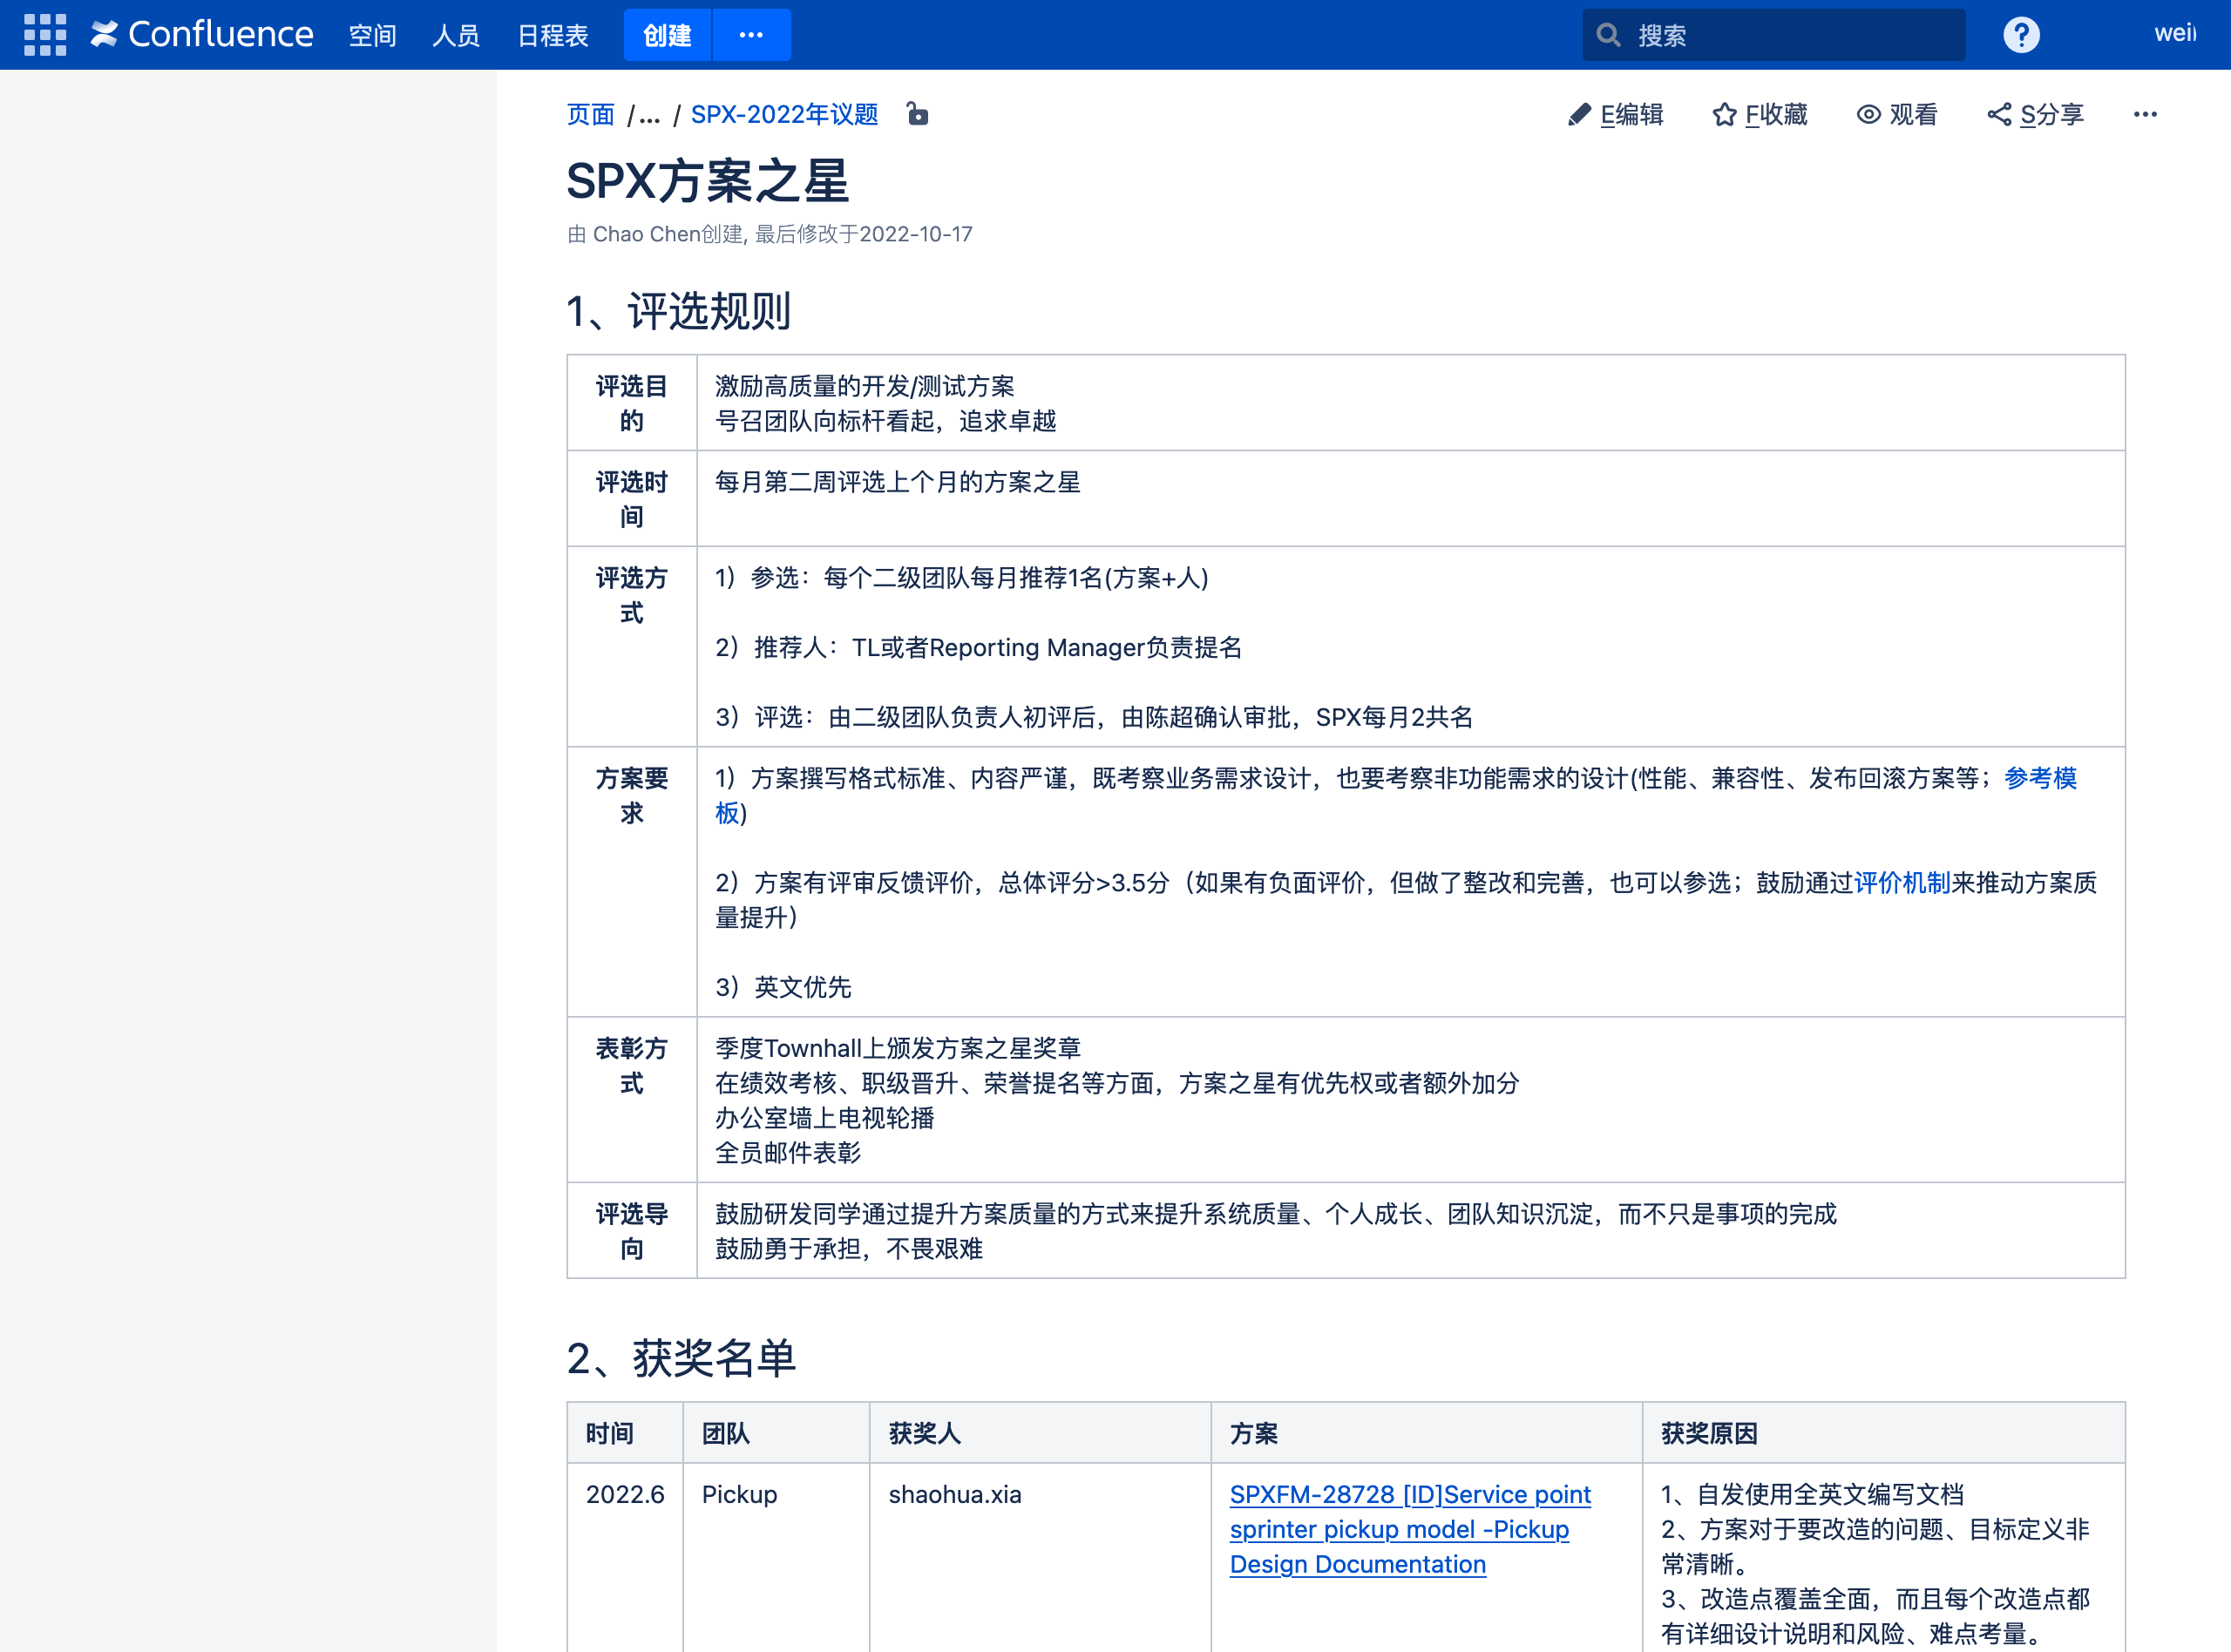 Confluence 空间 人员 日程表 创建 ··· 搜索 ? wei
页面 /... / SPX-2022年议题 E编辑 F收藏 观看 S分享 ···
SPX方案之星
由 Chao Chen创建, 最后修改于2022-10-17
1、评选规则
评选目的 激励高质量的开发/测试方案
号召团队向标杆看起，追求卓越
评选时间 每月第二周评选上个月的方案之星
评选方式 1）参选：每个二级团队每月推荐1名(方案+人)
2）推荐人：TL或者Reporting Manager负责提名
3）评选：由二级团队负责人初评后，由陈超确认审批，SPX每月2共名
方案要求 1）方案撰写格式标准、内容严谨，既考察业务需求设计，也要考察非功能需求的设计(性能、兼容性、发布回滚方案等；参考模
板)
2）方案有评审反馈评价，总体评分>3.5分（如果有负面评价，但做了整改和完善，也可以参选；鼓励通过评价机制来推动方案质
量提升）
3）英文优先
表彰方式 季度Townhall上颁发方案之星奖章
在绩效考核、职级晋升、荣誉提名等方面，方案之星有优先权或者额外加分
办公室墙上电视轮播
全员邮件表彰
评选导向 鼓励研发同学通过提升方案质量的方式来提升系统质量、个人成长、团队知识沉淀，而不只是事项的完成
鼓励勇于承担，不畏艰难
2、获奖名单
时间 团队 获奖人 方案 获奖原因
2022.6 Pickup shaohua.xia SPXFM-28728 [ID]Service point
sprinter pickup model -Pickup
Design Documentation
1、自发使用全英文编写文档
2、方案对于要改造的问题、目标定义非
常清晰。
3、改造点覆盖全面，而且每个改造点都
有详细设计说明和风险、难点考量。